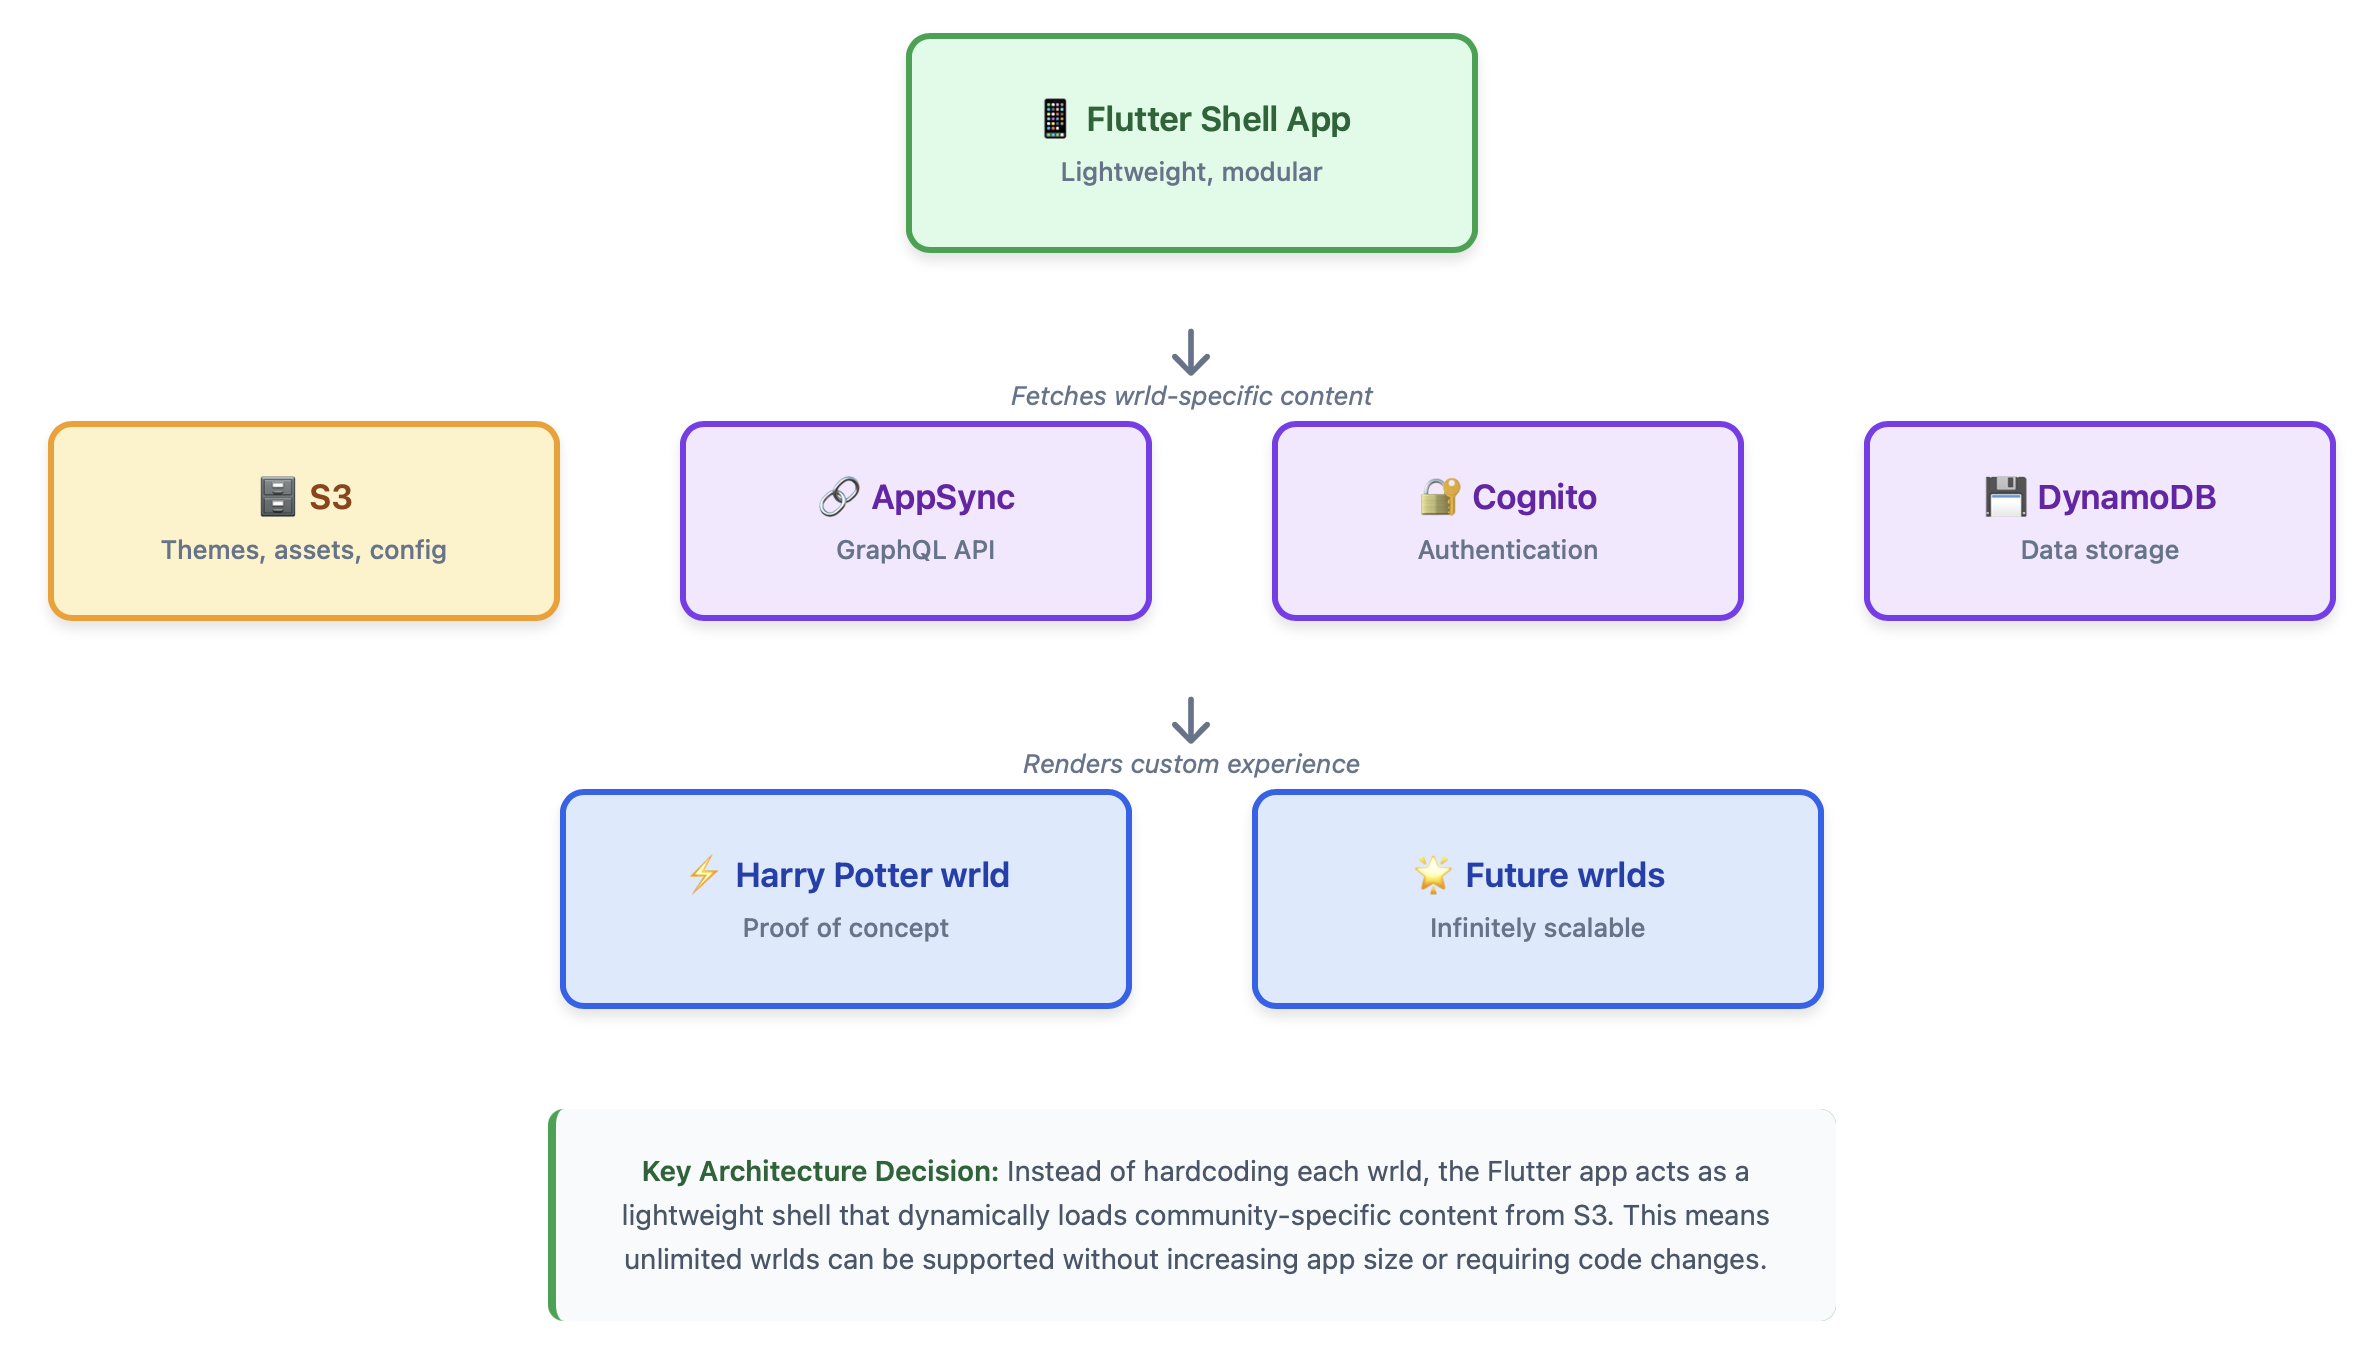 📱 Flutter Shell App
Lightweight, modular
Fetches wrld-specific content
🗄️ S3
Themes, assets, config
🔗 AppSync
GraphQL API
🔐 Cognito
Authentication
💾 DynamoDB
Data storage
Renders custom experience
⚡ Harry Potter wrld
Proof of concept
🌟 Future wrlds
Infinitely scalable
Key Architecture Decision: Instead of hardcoding each wrld, the Flutter app acts as a
lightweight shell that dynamically loads community-specific content from S3. This means
unlimited wrlds can be supported without increasing app size or requiring code changes.